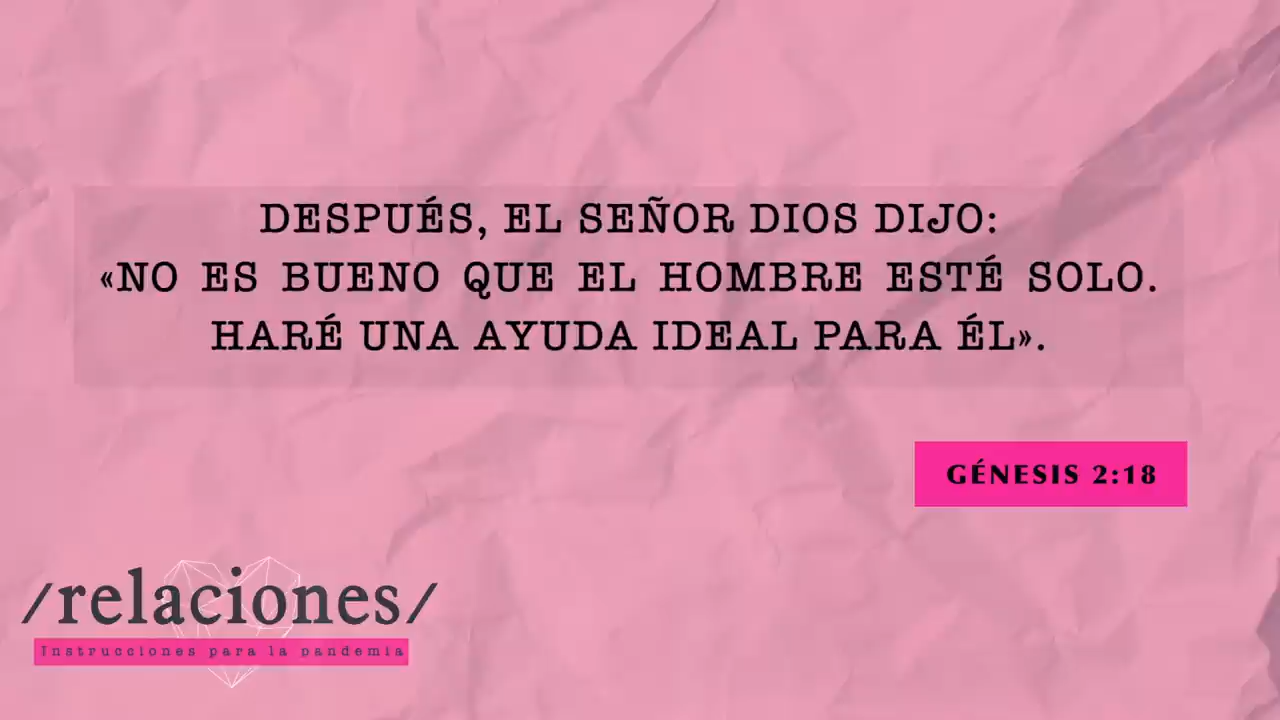 DESPUÉS, EL SEÑOR DIOS DIJO:
«NO ES BUENO QUE EL HOMBRE ESTÉ SOLO.
HARÉ UNA AYUDA IDEAL PARA ÉL».
GÉNESIS 2:18
/relaciones/
Instrucciones para la pandemia